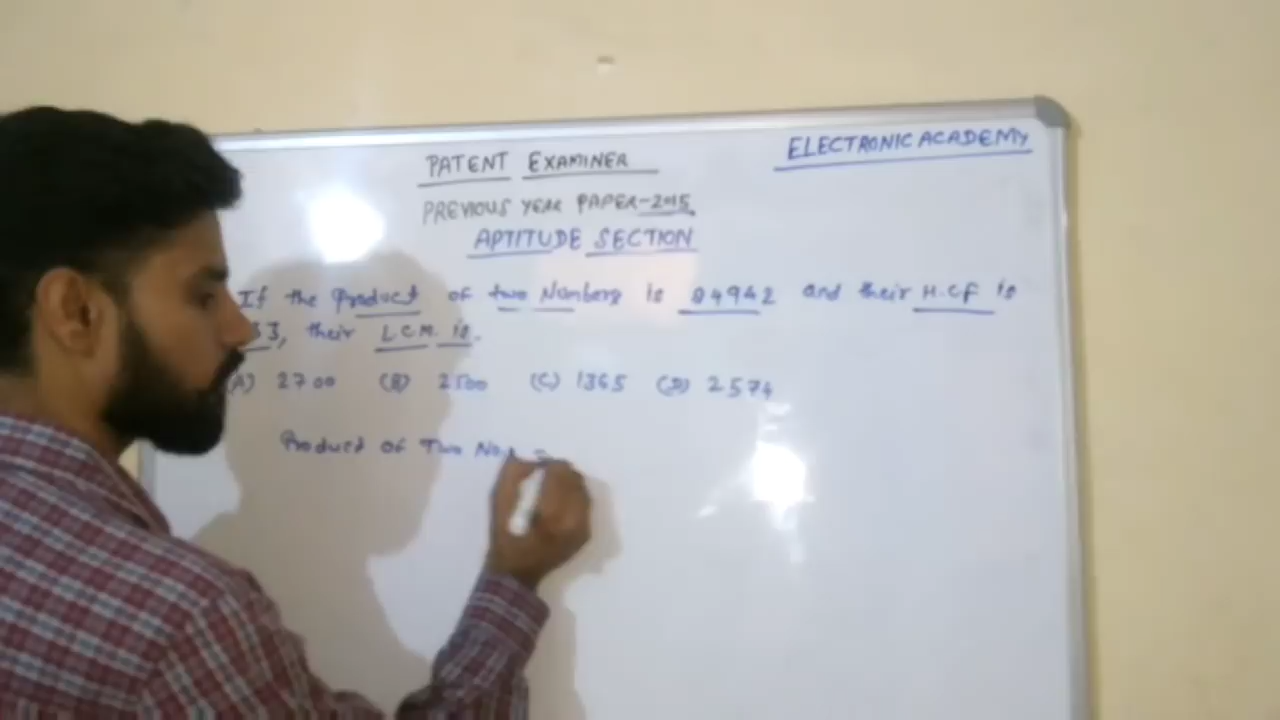 ELECTRONIC ACADEMY
PATENT EXAMINER
PREVIOUS YEAR PAPER-2015
APTITUDE SECTION
If the Product of two Numbers is 84942 and their H.C.F is
33, their L.C.M. is.
(A) 2700 (B) 2500 (C) 1365 (D) 2574
Product of Two No. =